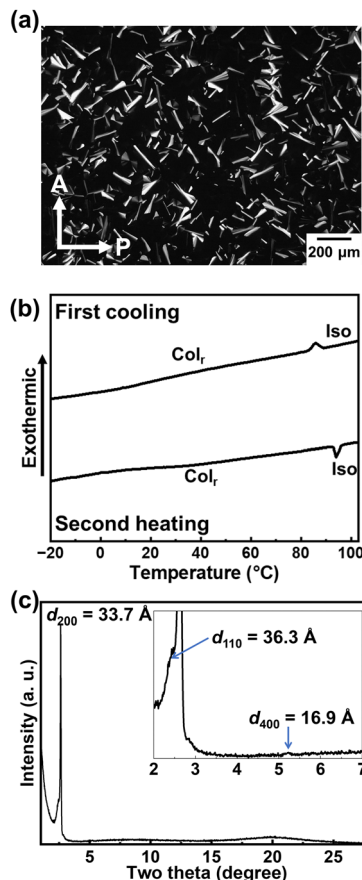 (a)
A
P
200 μm
(b)
First cooling
Iso
Colᵣ
Exothermic
Iso
Colᵣ
Second heating
−20 0 20 40 60 80 100
Temperature (°C)
(c)
d₂₀₀ = 33.7 Å
d₁₁₀ = 36.3 Å
d₄₀₀ = 16.9 Å
2 3 4 5 6 7
Intensity (a. u.)
5 10 15 20 25
Two theta (degree)